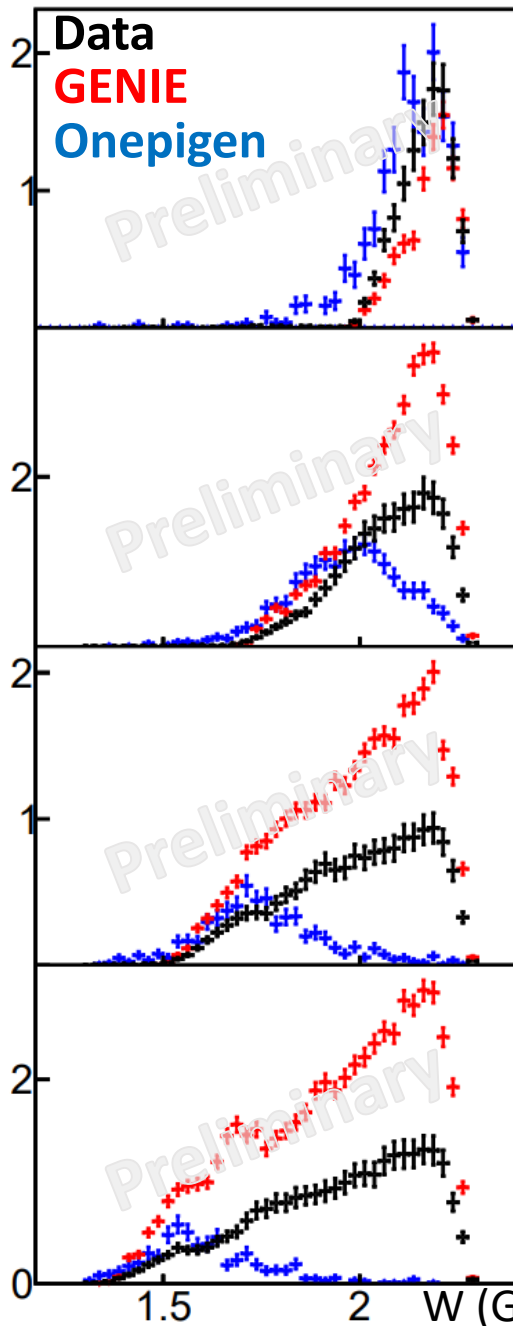 2
Data
GENIE
Onepigen
1
Preliminary
2
Preliminary
2
1
Preliminary
2
Preliminary
0
1.5
2
W (G